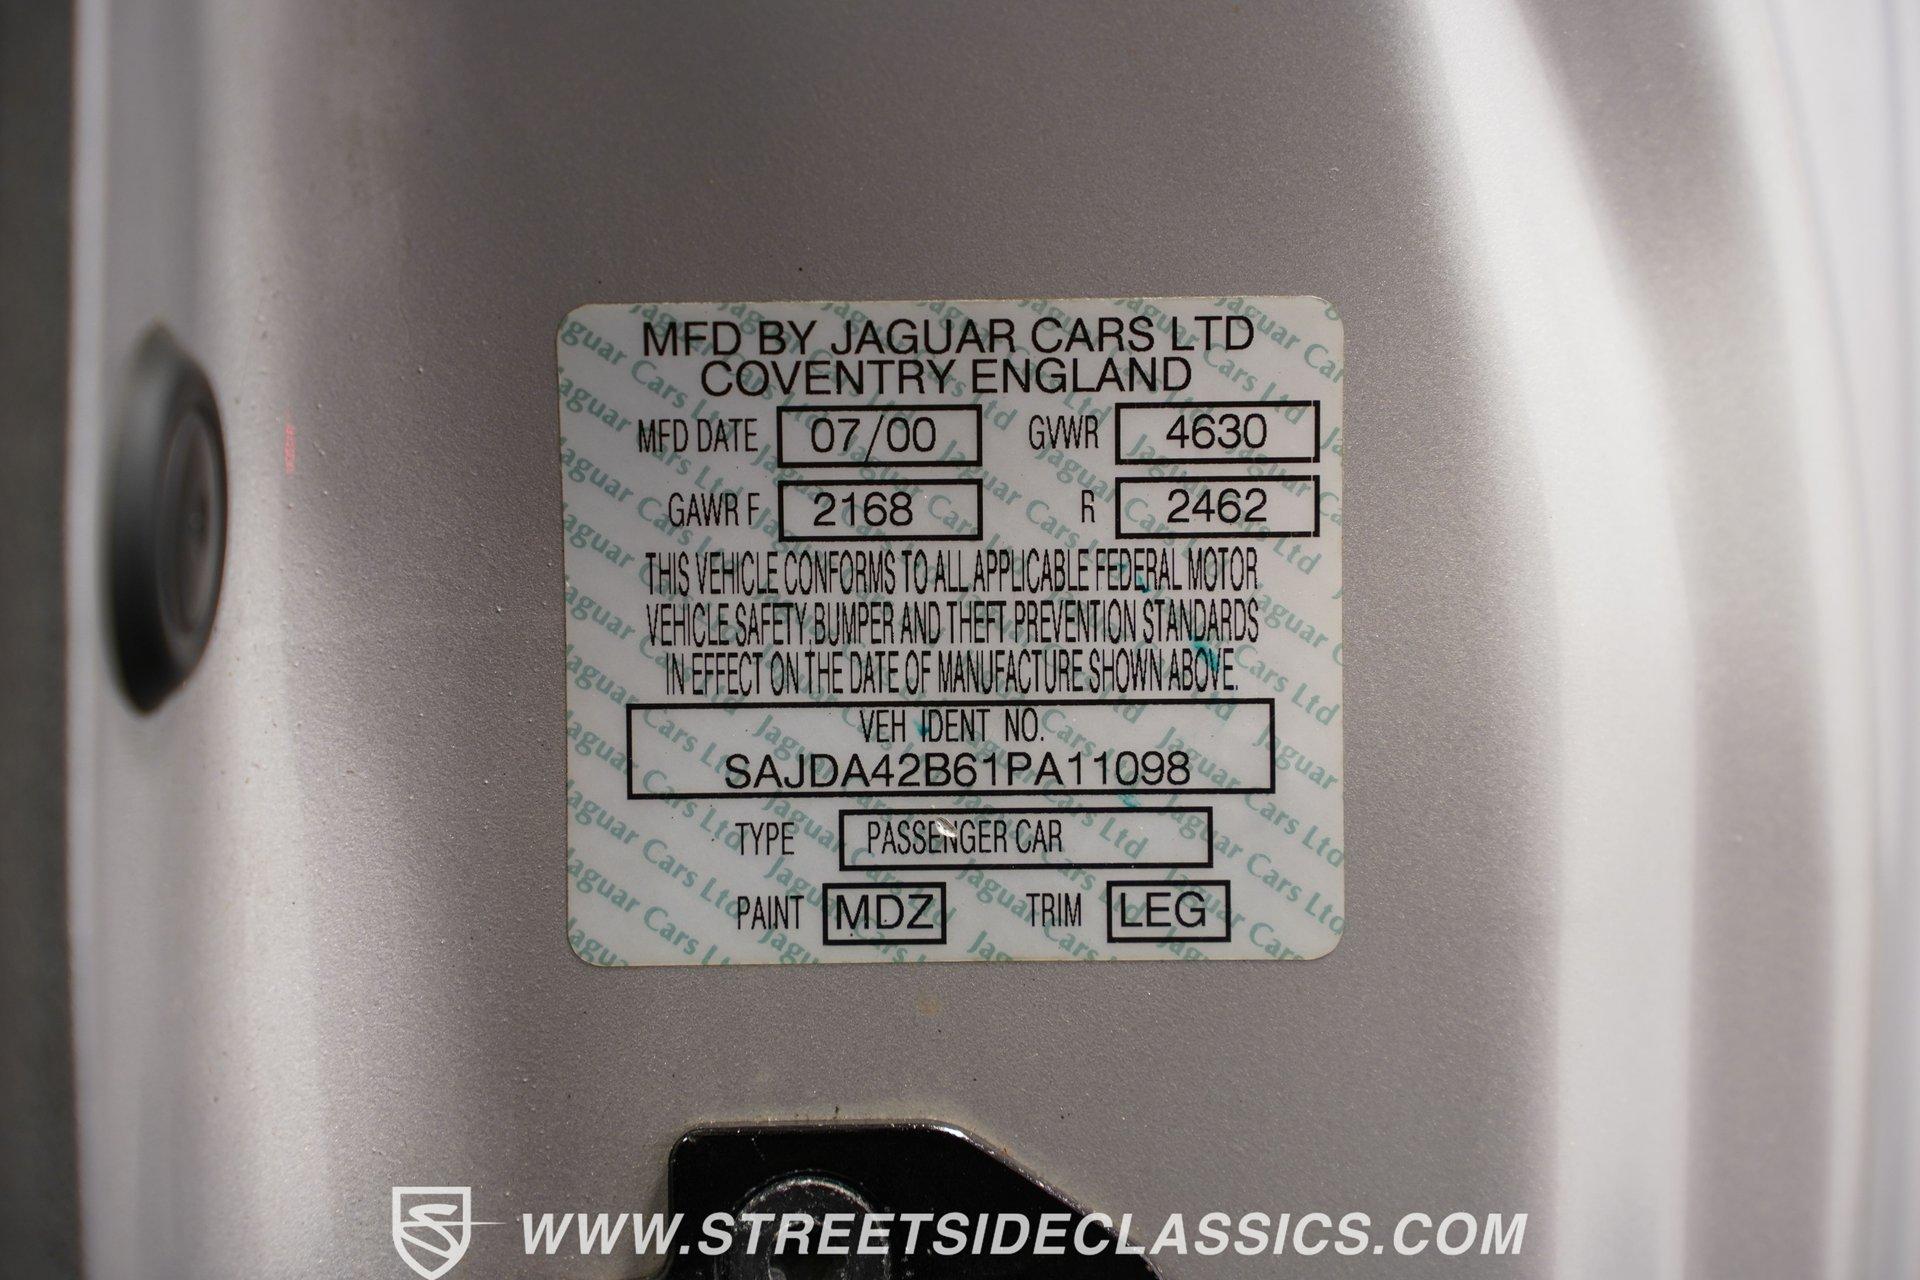 MFD BY JAGUAR CARS LTD
COVENTRY ENGLAND
MFD DATE 07/00 GVWR 4630
GAWR F 2168 R 2462
THIS VEHICLE CONFORMS TO ALL APPLICABLE FEDERAL MOTOR
VEHICLE SAFETY, BUMPER AND THEFT PREVENTION STANDARDS
IN EFFECT ON THE DATE OF MANUFACTURE SHOWN ABOVE.
VEH IDENT NO.
SAJDA42B61PA11098
TYPE PASSENGER CAR
PAINT MDZ TRIM LEG
WWW.STREETSIDECLASSICS.COM